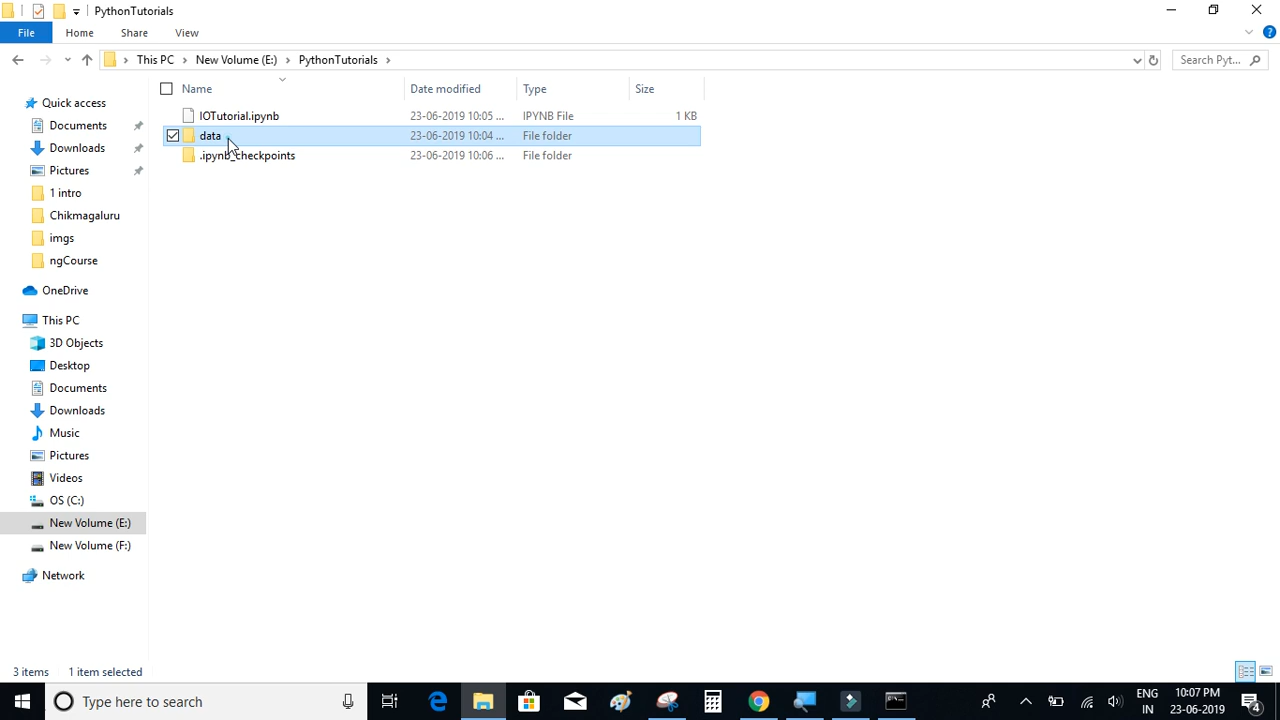 PythonTutorials
File Home Share View
This PC New Volume (E:) PythonTutorials Search Pyt...
Name Date modified Type Size
IOTutorial.ipynb 23-06-2019 10:05 ... IPYNB File 1 KB
data 23-06-2019 10:04 ... File folder
.ipynb_checkpoints 23-06-2019 10:06 ... File folder
Quick access
Documents
Downloads
Pictures
1 intro
Chikmagaluru
imgs
ngCourse
OneDrive
This PC
3D Objects
Desktop
Documents
Downloads
Music
Pictures
Videos
OS (C:)
New Volume (E:)
New Volume (F:)
Network
3 items 1 item selected
Type here to search
ENG 10:07 PM
IN 23-06-2019 4